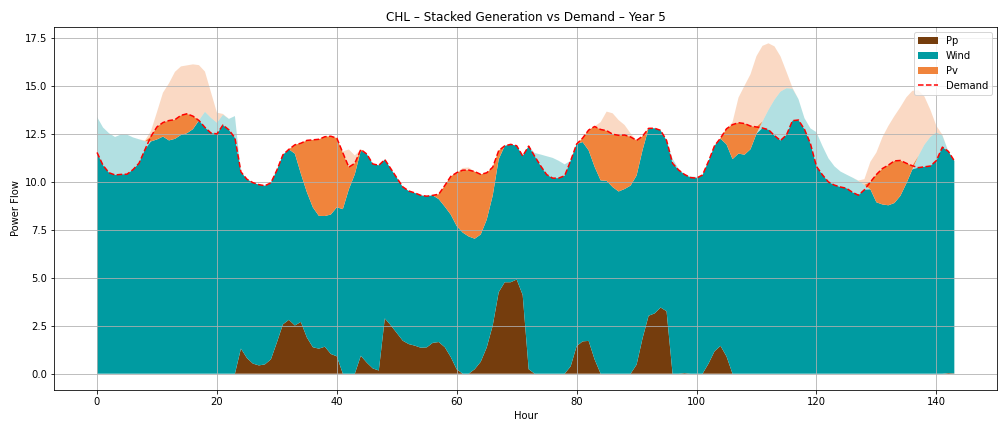 CHL – Stacked Generation vs Demand – Year 5
Power Flow
17.5
15.0
12.5
10.0
7.5
5.0
2.5
0.0
Pp
Wind
Pv
Demand
0 20 40 60 80 100 120 140
Hour